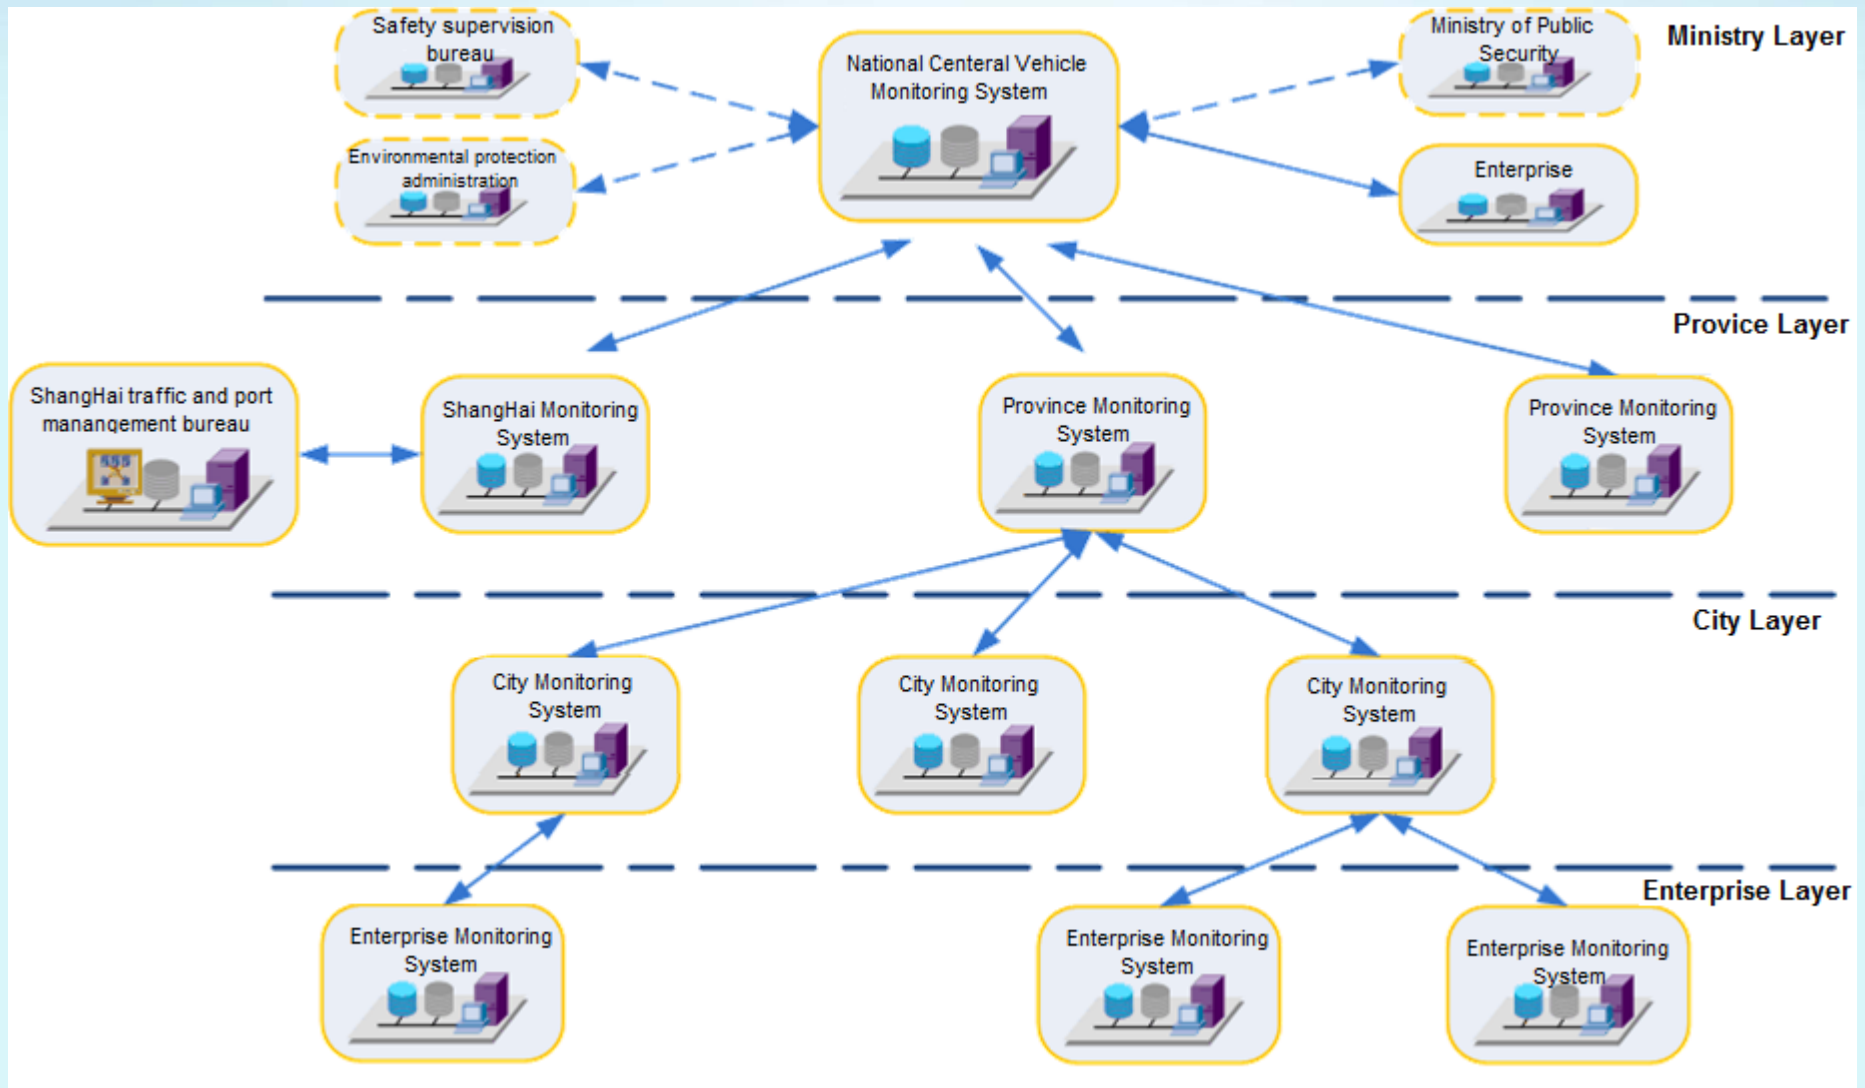 Safety supervision
bureau
National Centeral Vehicle
Monitoring System
Ministry of Public
Security
Ministry Layer
Environmental protection
administration
Enterprise
Provice Layer
ShangHai traffic and port
manangement bureau
ShangHai Monitoring
System
Province Monitoring
System
Province Monitoring
System
City Layer
City Monitoring
System
City Monitoring
System
City Monitoring
System
Enterprise Layer
Enterprise Monitoring
System
Enterprise Monitoring
System
Enterprise Monitoring
System